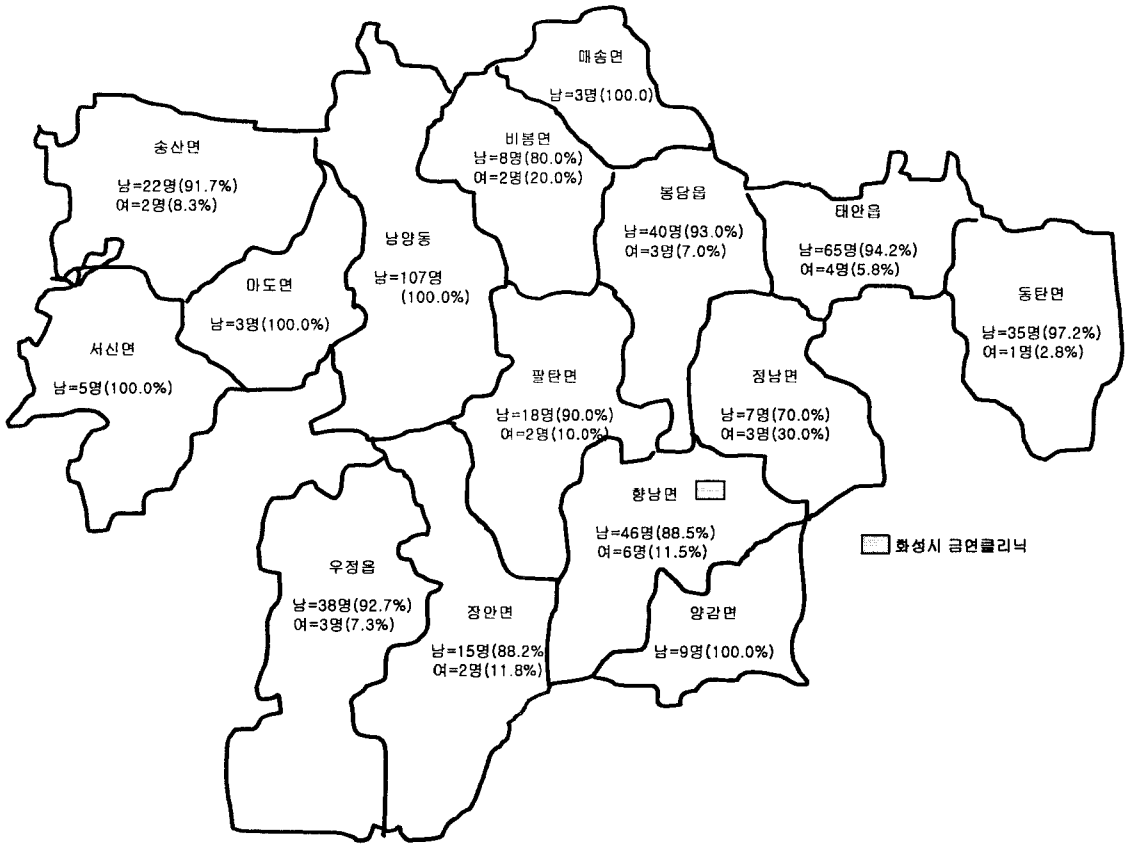 매송면
남=3명(100.0)
비봉면
남=8명(80.0%)
여=2명(20.0%)
송산면
남=22명(91.7%)
여=2명(8.3%)
봉담읍
남=40명(93.0%)
여=3명(7.0%)
태안읍
남=65명(94.2%)
여=4명(5.8%)
남양동
남=107명
(100.0%)
마도면
남=3명(100.0%)
동탄면
남=35명(97.2%)
여=1명(2.8%)
서신면
남=5명(100.0%)
팔탄면
남=18명(90.0%)
여=2명(10.0%)
정남면
남=7명(70.0%)
여=3명(30.0%)
향남면
남=46명(88.5%)
여=6명(11.5%)
화성시 금연클리닉
우정읍
남=38명(92.7%)
여=3명(7.3%)
장안면
남=15명(88.2%
여=2명(11.8%)
양감면
남=9명(100.0%)